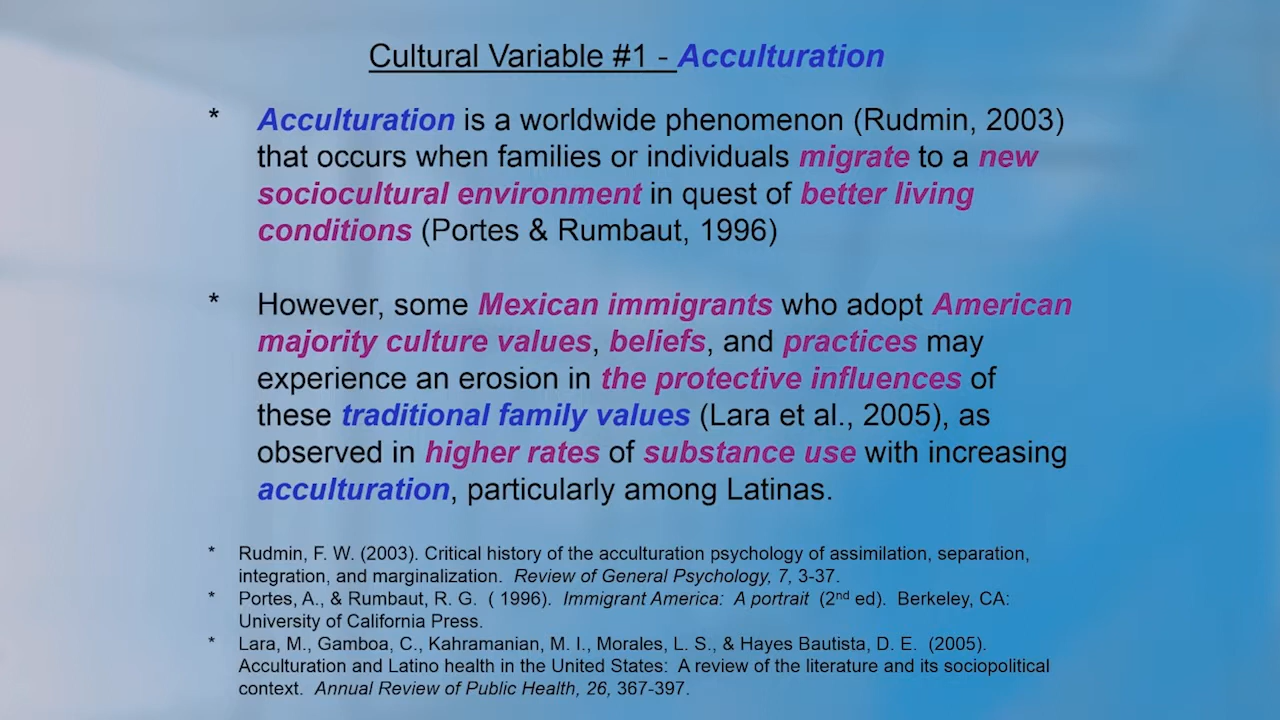 Cultural Variable #1 - Acculturation
* Acculturation is a worldwide phenomenon (Rudmin, 2003)
that occurs when families or individuals migrate to a new
sociocultural environment in quest of better living
conditions (Portes & Rumbaut, 1996)
* However, some Mexican immigrants who adopt American
majority culture values, beliefs, and practices may
experience an erosion in the protective influences of
these traditional family values (Lara et al., 2005), as
observed in higher rates of substance use with increasing
acculturation, particularly among Latinas.
* Rudmin, F. W. (2003). Critical history of the acculturation psychology of assimilation, separation,
integration, and marginalization. Review of General Psychology, 7, 3-37.
* Portes, A., & Rumbaut, R. G. ( 1996). Immigrant America: A portrait (2nd ed). Berkeley, CA:
University of California Press.
* Lara, M., Gamboa, C., Kahramanian, M. I., Morales, L. S., & Hayes Bautista, D. E. (2005).
Acculturation and Latino health in the United States: A review of the literature and its sociopolitical
context. Annual Review of Public Health, 26, 367-397.